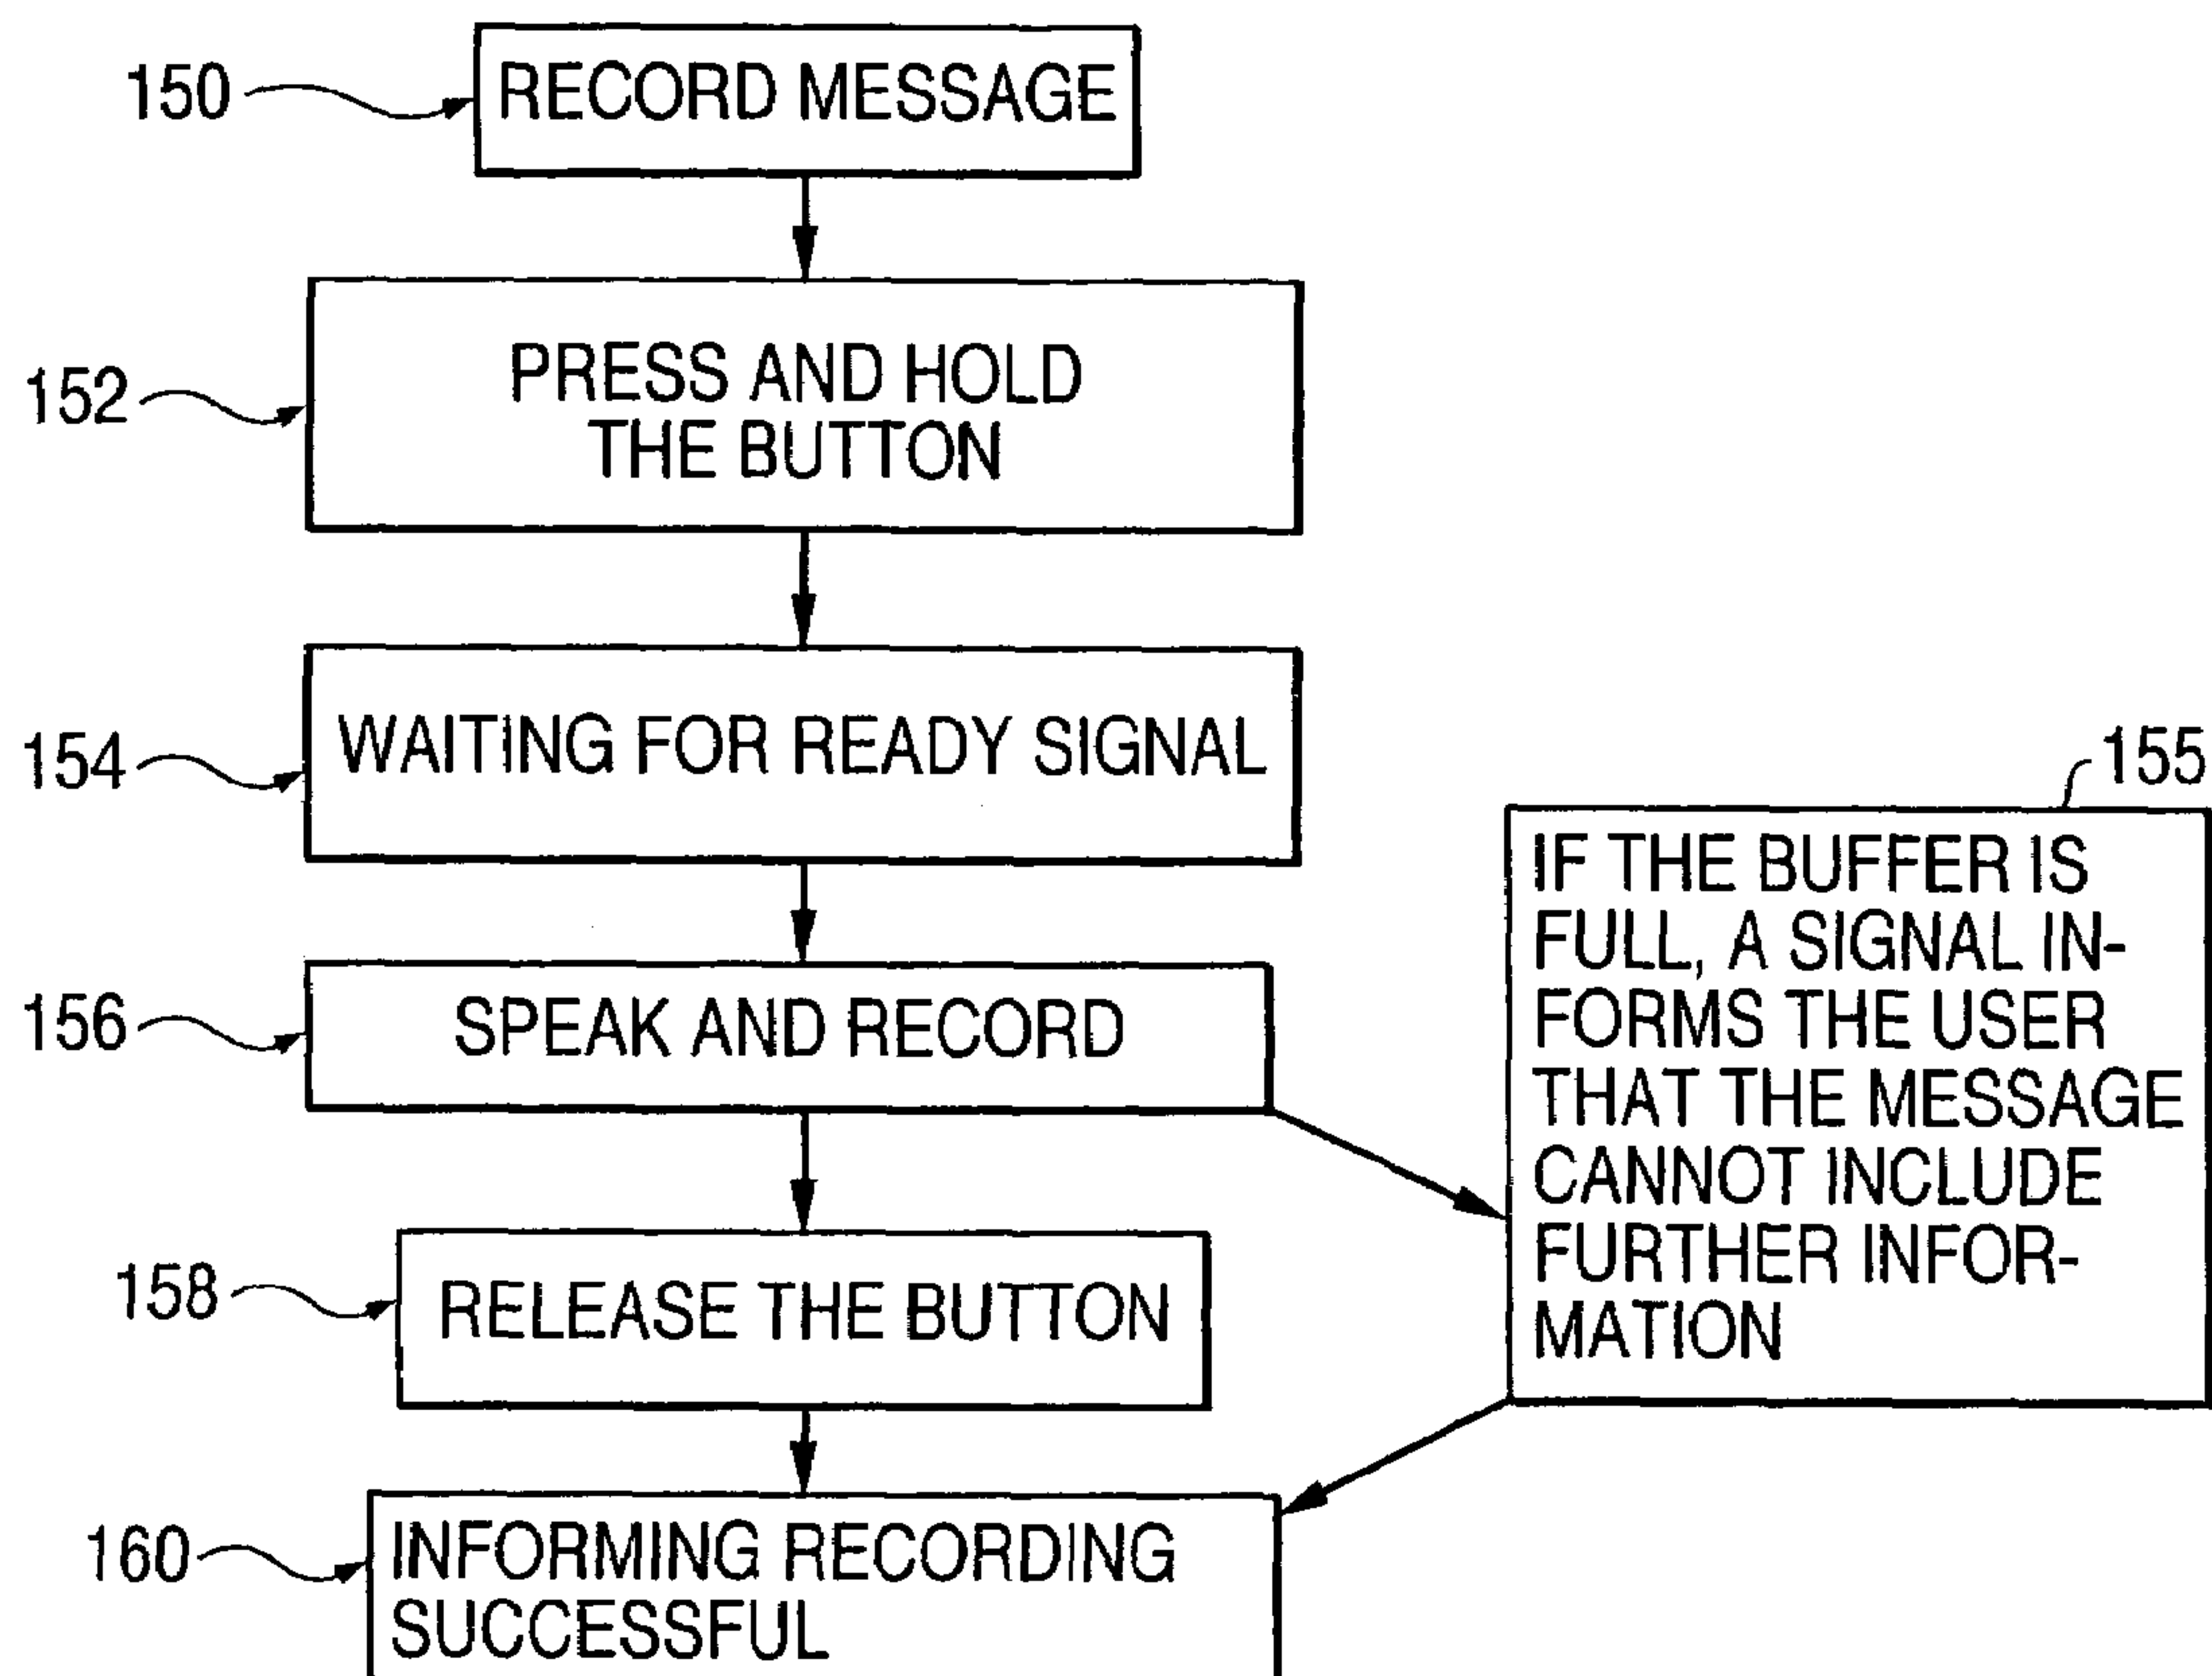 150
RECORD MESSAGE
152
PRESS AND HOLD
THE BUTTON
154
WAITING FOR READY SIGNAL
155
IF THE BUFFER IS
FULL, A SIGNAL IN-
FORMS THE USER
THAT THE MESSAGE
CANNOT INCLUDE
FURTHER INFOR-
MATION
156
SPEAK AND RECORD
158
RELEASE THE BUTTON
160
INFORMING RECORDING
SUCCESSFUL